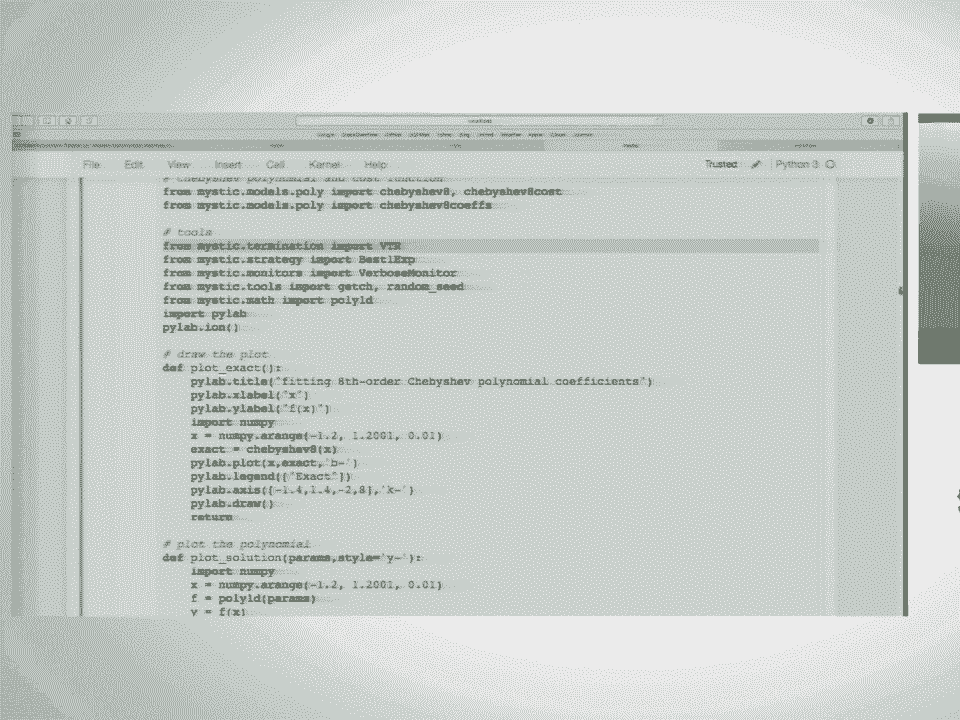 File Edit View Insert Cell Kernel Help Trusted Python 3
# Chebyshev polynomial and cost function
from mystic.models.poly import chebyshev8, chebyshev8cost
from mystic.models.poly import chebyshev8coeffs
# tools
from mystic.termination import VTR
from mystic.strategy import Best1Exp
from mystic.monitors import VerboseMonitor
from mystic.tools import getch, random_seed
from mystic.math import poly1d
import pylab
pylab.ion()
# draw the plot
def plot_exact():
    pylab.title("fitting 8th-order Chebyshev polynomial coefficients")
    pylab.xlabel("x")
    pylab.ylabel("f(x)")
    import numpy
    x = numpy.arange(-1.2, 1.2001, 0.01)
    exact = chebyshev8(x)
    pylab.plot(x,exact,'b-')
    pylab.legend(["Exact"])
    pylab.axis([-1.4,1.4,-2,8],'k-')
    pylab.draw()
    return
# plot the polynomial
def plot_solution(params,style='y-'):
    import numpy
    x = numpy.arange(-1.2, 1.2001, 0.01)
    f = poly1d(params)
    y = f(x)